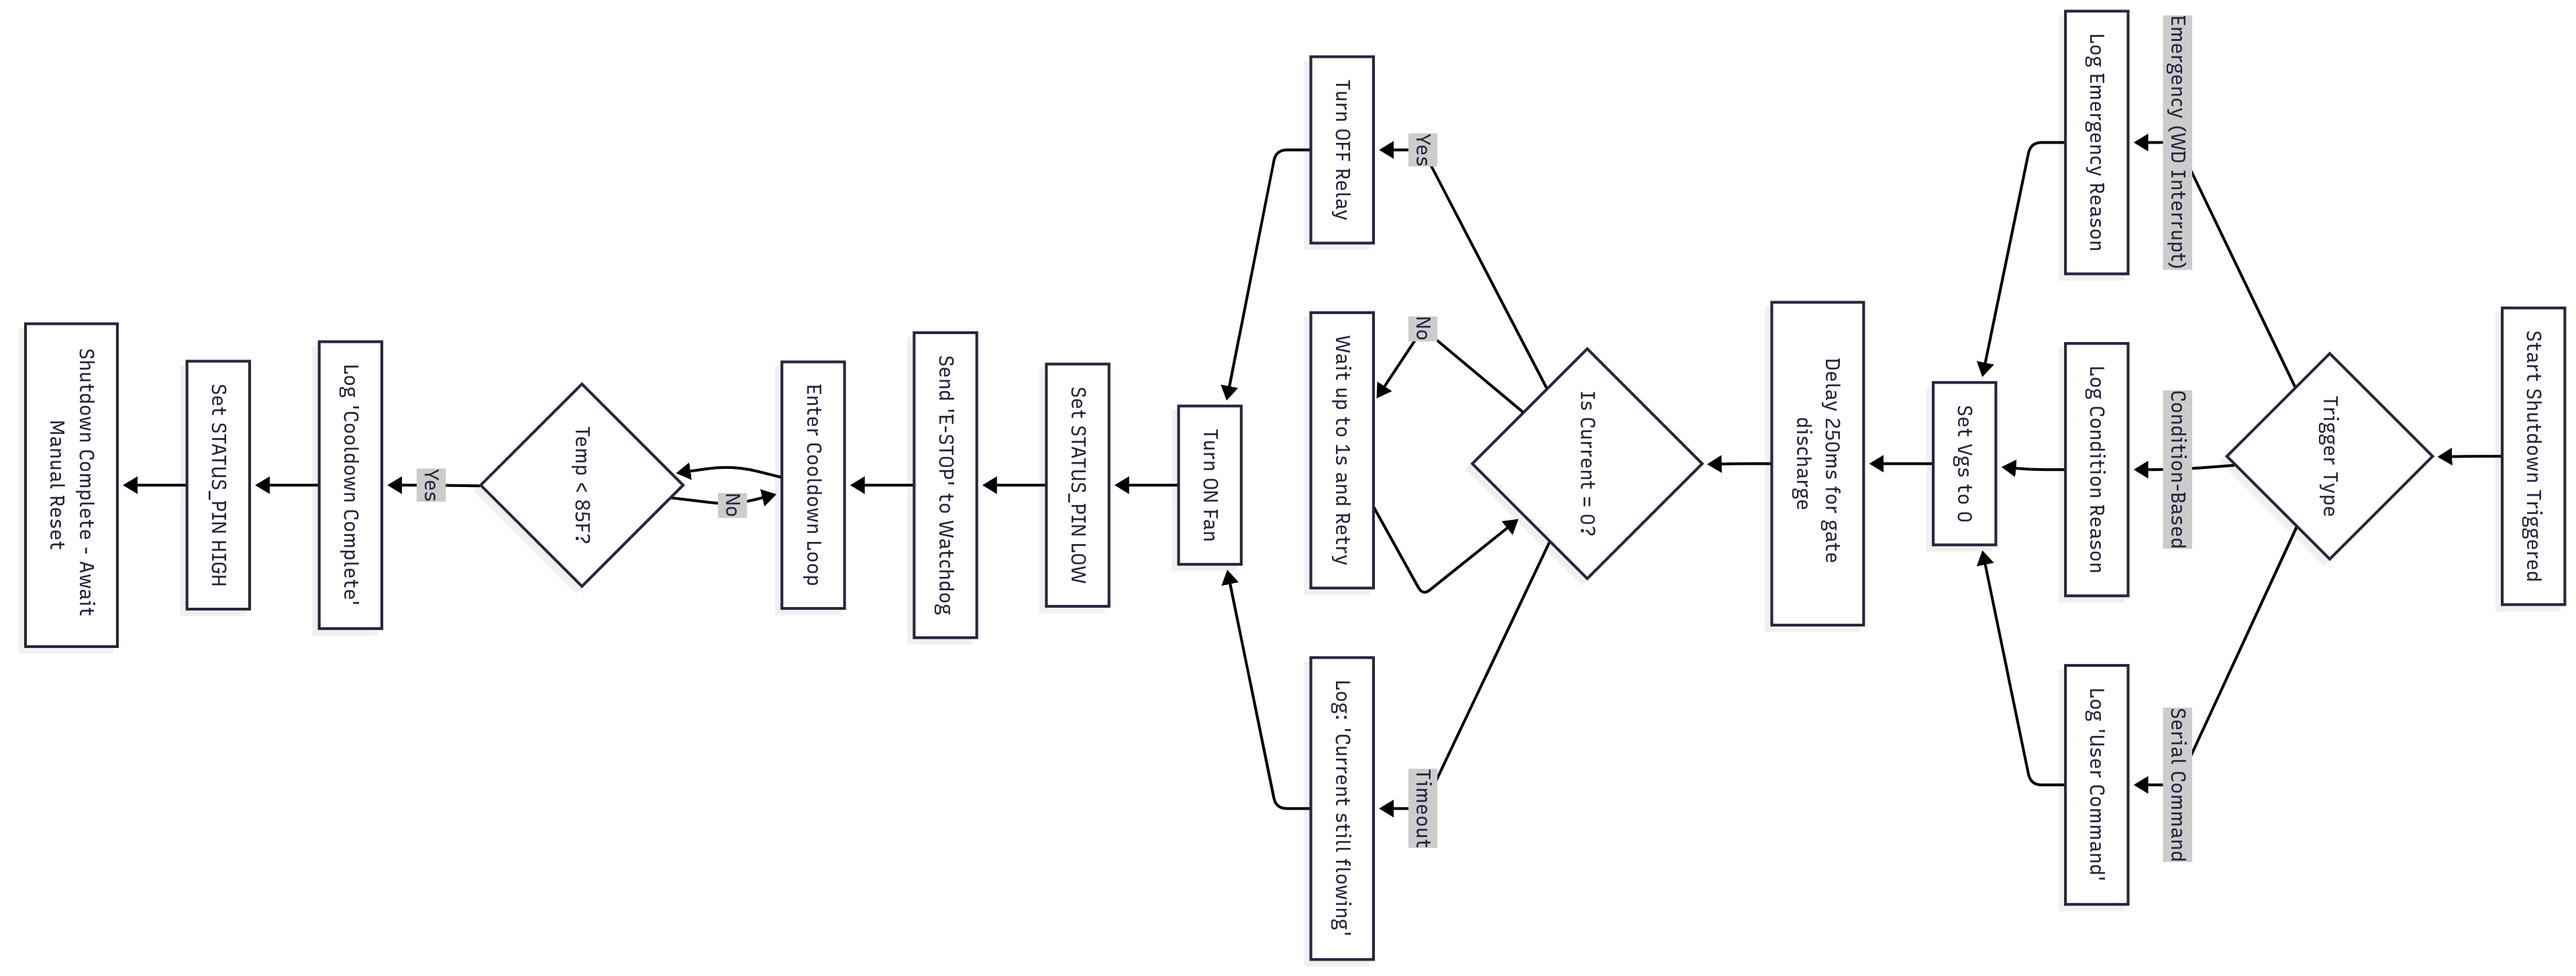 Start Shutdown Triggered
Trigger Type
Emergency (WD Interrupt)
Condition-Based
Serial Command
Log Emergency Reason
Log Condition Reason
Log 'User Command'
Set Vgs to 0
Delay 250ms for gate
discharge
Is Current = 0?
Yes
No
Timeout
Turn OFF Relay
Wait up to 1s and Retry
Log: 'Current still flowing'
Turn ON Fan
Set STATUS_PIN LOW
Send 'E-STOP' to Watchdog
Enter Cooldown Loop
No
Temp < 85F?
Yes
Log 'Cooldown Complete'
Set STATUS_PIN HIGH
Shutdown Complete - Await
Manual Reset